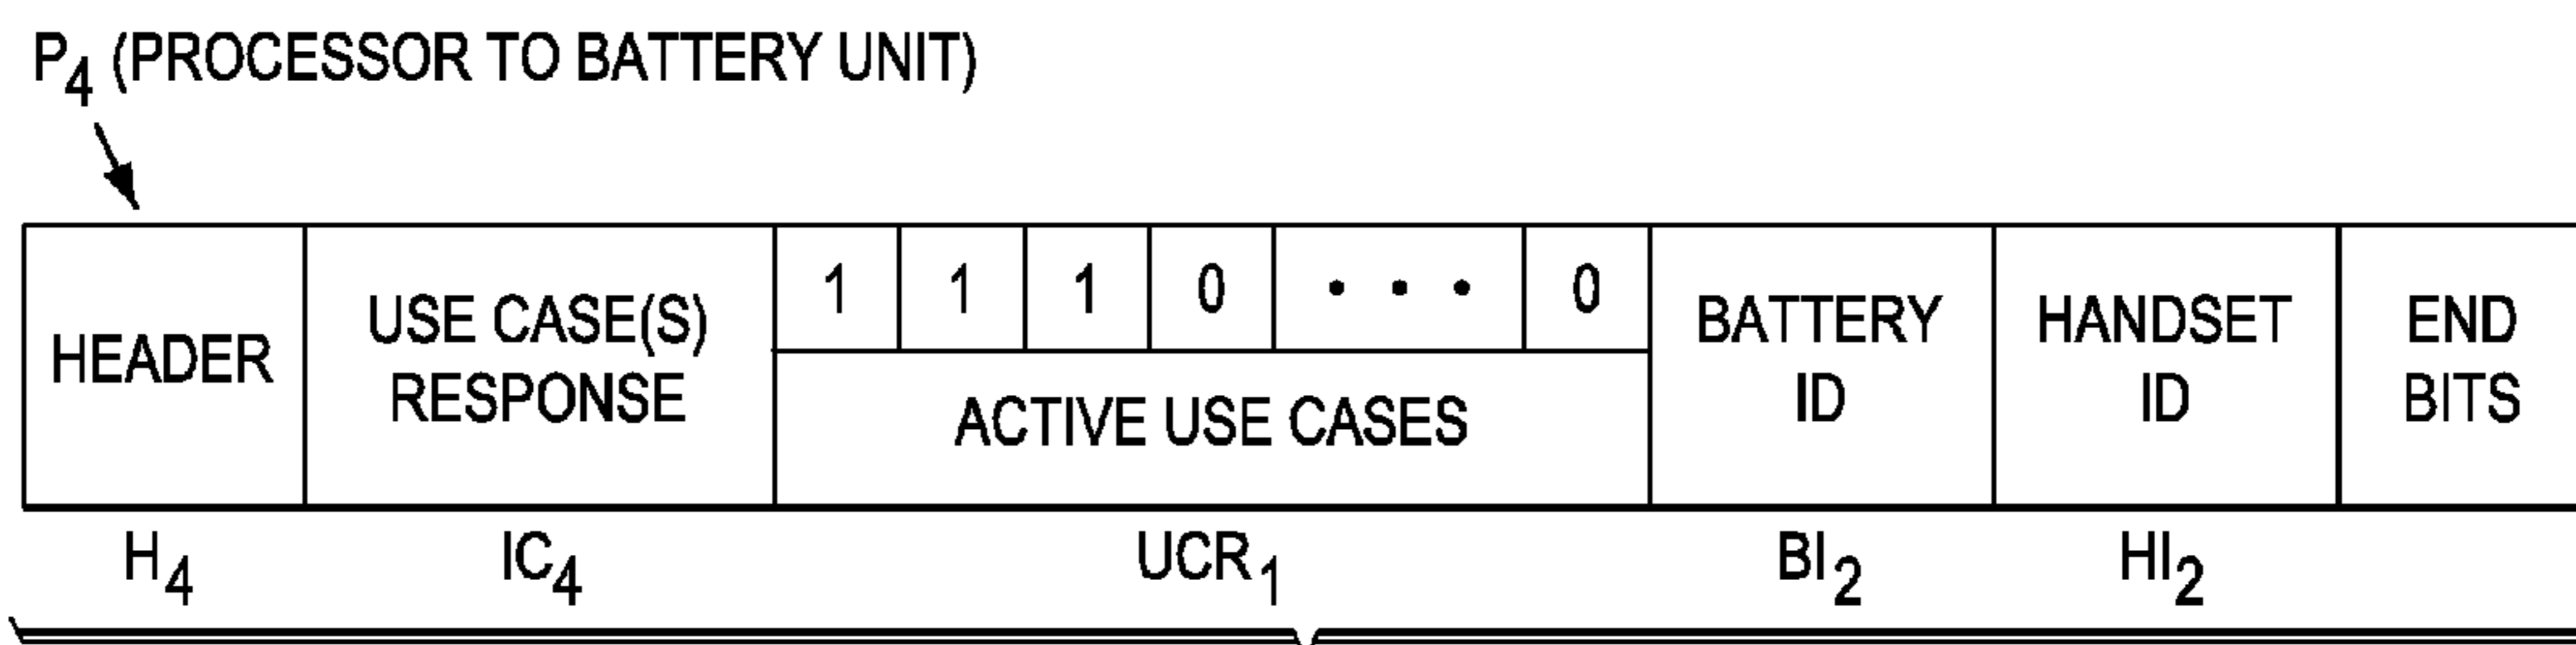 P4 (PROCESSOR TO BATTERY UNIT)
HEADER
USE CASE(S)
RESPONSE
1 1 1 0 • • • 0
ACTIVE USE CASES
BATTERY
ID
HANDSET
ID
END
BITS
H4 IC4 UCR1 BI2 HI2